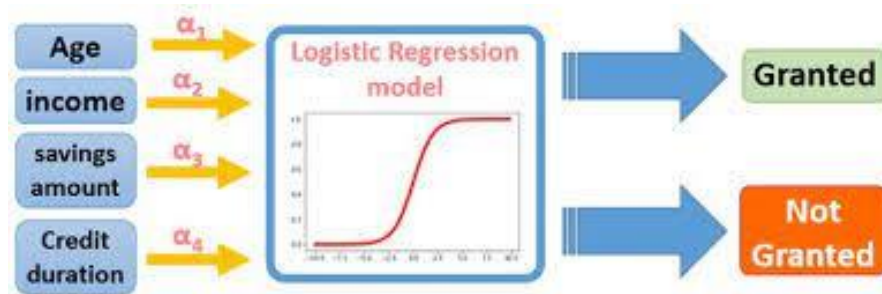 Age
income
savings
amount
Credit
duration
α1
α2
α3
α4
Logistic Regression
model
Granted
Not
Granted